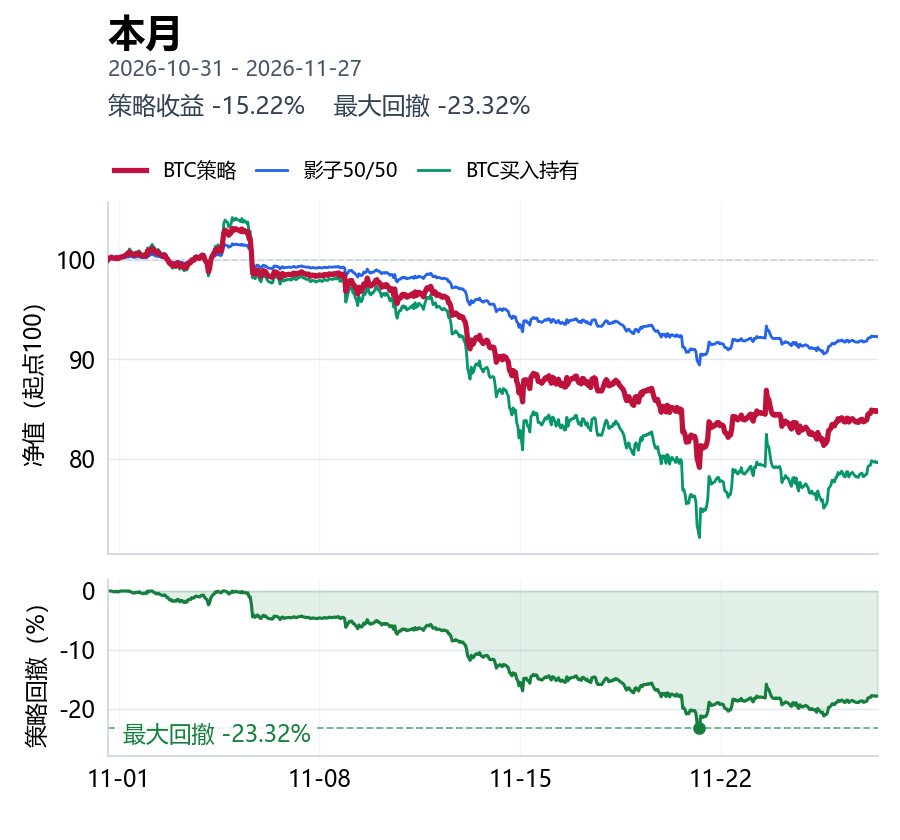 本月
2026-10-31 - 2026-11-27
策略收益 -15.22% 最大回撤 -23.32%
BTC策略 影子50/50 BTC买入持有
净值（起点100）
100
90
80
策略回撤（%）
0
-10
-20
最大回撤 -23.32%
11-01 11-08 11-15 11-22